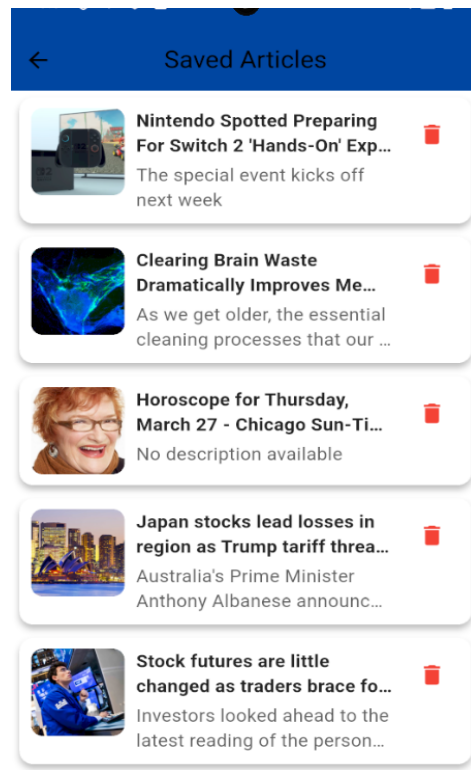 Saved Articles
Nintendo Spotted Preparing
For Switch 2 'Hands-On' Exp...
The special event kicks off
next week
Clearing Brain Waste
Dramatically Improves Me...
As we get older, the essential
cleaning processes that our ...
Horoscope for Thursday,
March 27 - Chicago Sun-Ti...
No description available
Japan stocks lead losses in
region as Trump tariff threa...
Australia's Prime Minister
Anthony Albanese announc...
Stock futures are little
changed as traders brace fo...
Investors looked ahead to the
latest reading of the person...